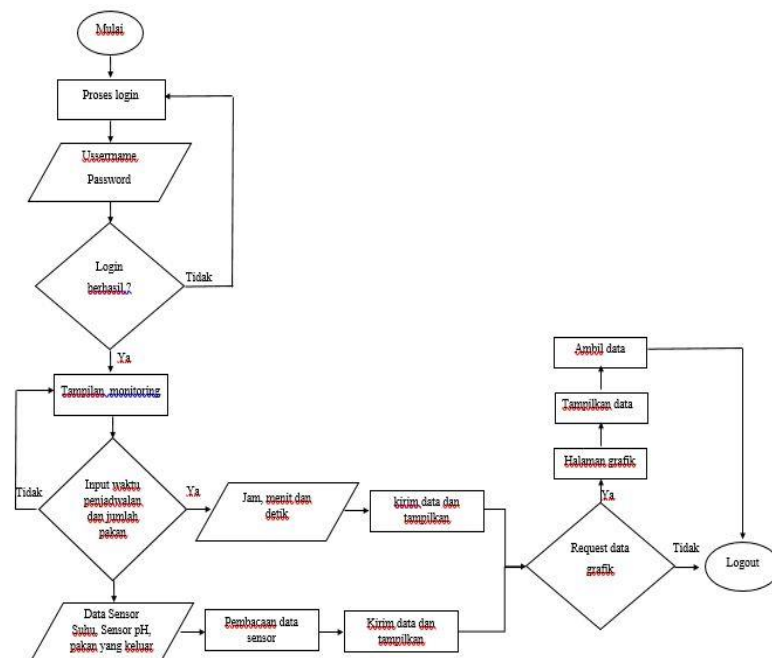 Mulai
Proses login
Usserrname
Password
Login
berhasil ?
Tidak
Ya
Tampilan monitoring
Input waktu
penjadwalan
dan jumlah
pakan
Tidak
Ya
Jam, menit dan
detik
kirim data dan
tampilkan
Data Sensor
Suhu, Sensor pH,
pakan yang keluar
Pembacaan data
sensor
Kirim data dan
tampilkan
Request data
grafik
Ya
Tidak
Halaman grafik
Tampilkan data
Ambil data
Logout